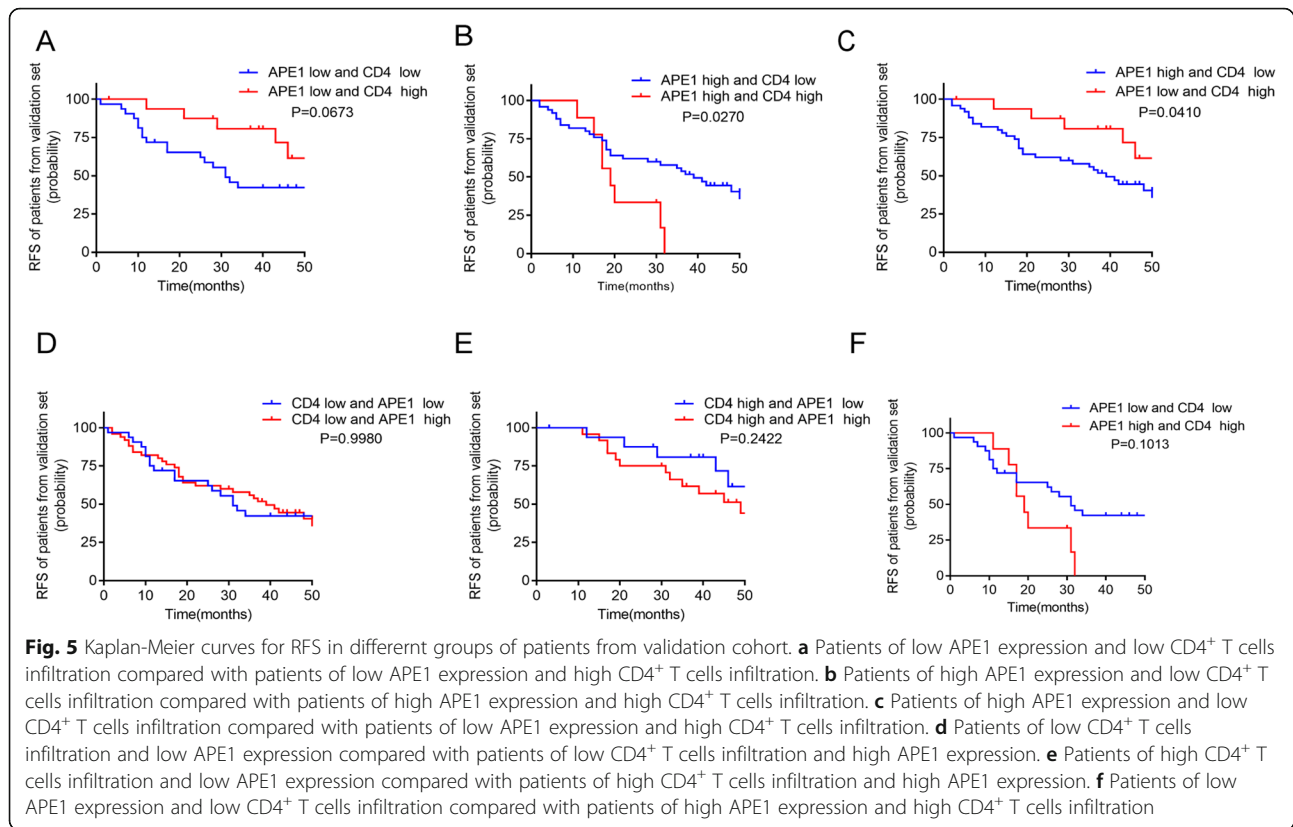 A
APE1 low and CD4 low
APE1 low and CD4 high
P=0.0673
RFS of patients from validation set
(probability)
100
75
50
25
0
0 10 20 30 40 50
Time(months)
B
APE1 high and CD4 low
APE1 high and CD4 high
P=0.0270
RFS of patients from validation set
(probability)
100
75
50
25
0
0 10 20 30 40 50
Time(months)
C
APE1 high and CD4 low
APE1 low and CD4 high
P=0.0410
RFS of patients from validation set
(probability)
100
75
50
25
0
0 10 20 30 40 50
Time(months)
D
CD4 low and APE1 low
CD4 low and APE1 high
P=0.9980
RFS of patients from validation set
(probability)
100
75
50
25
0
0 10 20 30 40 50
Time(months)
E
CD4 high and APE1 low
CD4 high and APE1 high
P=0.2422
RFS of patients from validation set
(probability)
100
75
50
25
0
0 10 20 30 40 50
Time(months)
F
APE1 low and CD4 low
APE1 high and CD4 high
P=0.1013
RFS of patients from validation set
(probability)
100
75
50
25
0
0 10 20 30 40 50
Time(months)
Fig. 5 Kaplan-Meier curves for RFS in differernt groups of patients from validation cohort. a Patients of low APE1 expression and low CD4⁺ T cells
infiltration compared with patients of low APE1 expression and high CD4⁺ T cells infiltration. b Patients of high APE1 expression and low CD4⁺ T
cells infiltration compared with patients of high APE1 expression and high CD4⁺ T cells infiltration. c Patients of high APE1 expression and low
CD4⁺ T cells infiltration compared with patients of low APE1 expression and high CD4⁺ T cells infiltration. d Patients of low CD4⁺ T cells
infiltration and low APE1 expression compared with patients of low CD4⁺ T cells infiltration and high APE1 expression. e Patients of high CD4⁺ T
cells infiltration and low APE1 expression compared with patients of high CD4⁺ T cells infiltration and high APE1 expression. f Patients of low
APE1 expression and low CD4⁺ T cells infiltration compared with patients of high APE1 expression and high CD4⁺ T cells infiltration